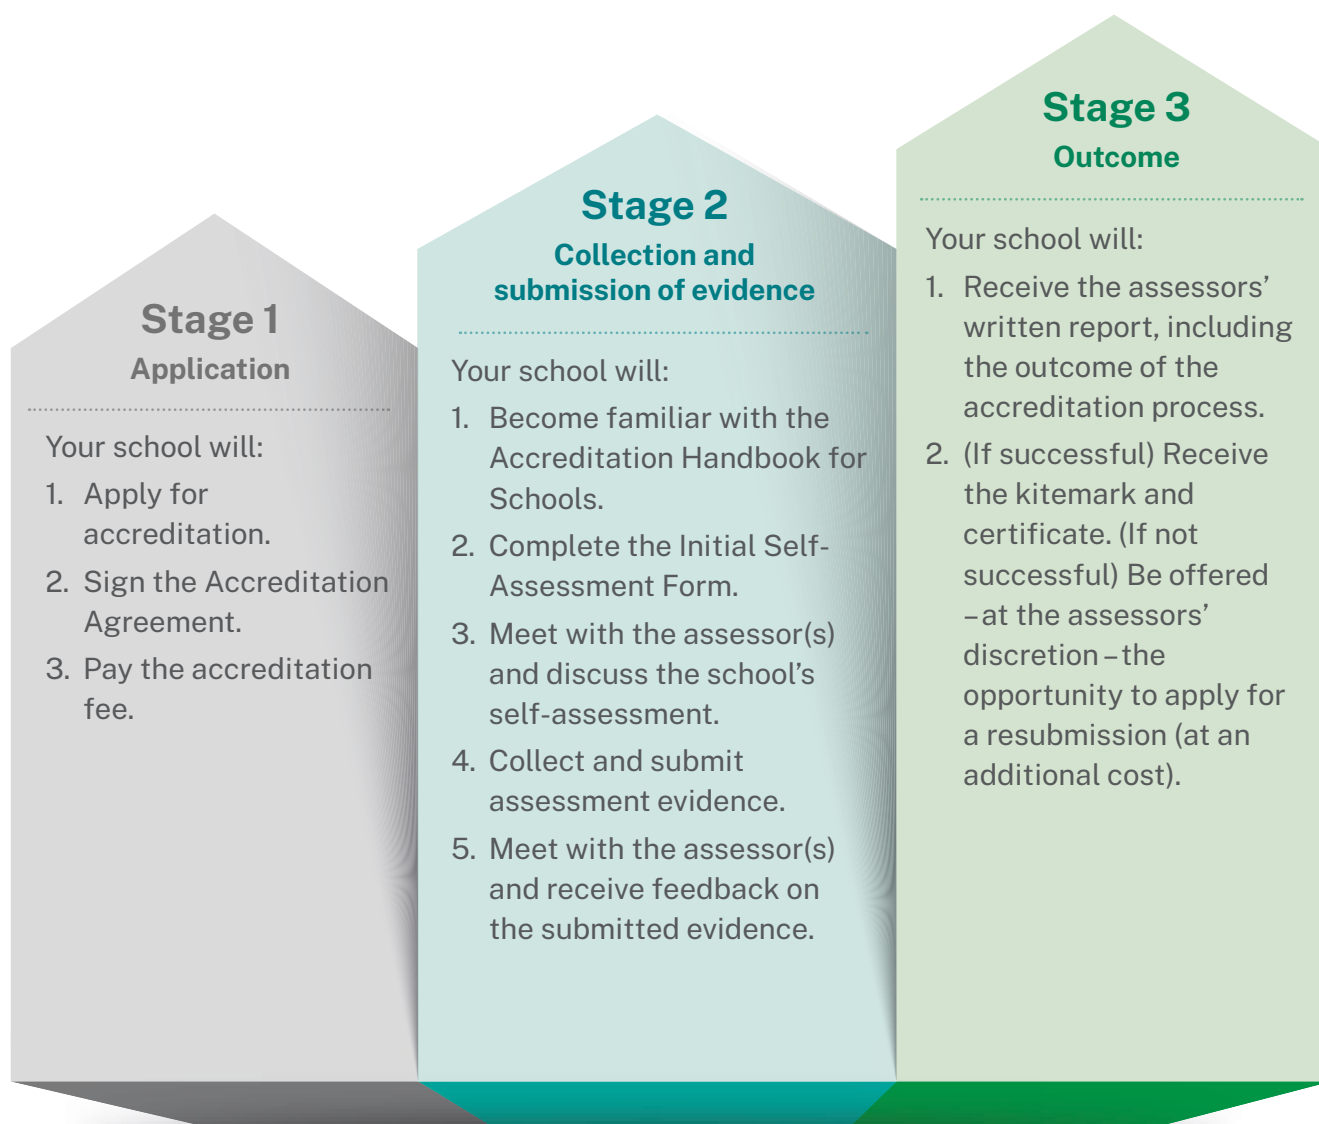 Stage 1
Application
Your school will:
1. Apply for
accreditation.
2. Sign the Accreditation
Agreement.
3. Pay the accreditation
fee.
Stage 2
Collection and
submission of evidence
Your school will:
1. Become familiar with the
Accreditation Handbook for
Schools.
2. Complete the Initial Self-
Assessment Form.
3. Meet with the assessor(s)
and discuss the school’s
self-assessment.
4. Collect and submit
assessment evidence.
5. Meet with the assessor(s)
and receive feedback on
the submitted evidence.
Stage 3
Outcome
Your school will:
1. Receive the assessors’
written report, including
the outcome of the
accreditation process.
2. (If successful) Receive
the kitemark and
certificate. (If not
successful) Be offered
– at the assessors’
discretion – the
opportunity to apply for
a resubmission (at an
additional cost).